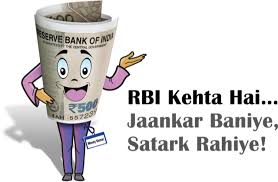 RESERVE BANK OF INDIA
₹500
RBI Kehta Hai...
Jaankar Baniye,
Satark Rahiye!